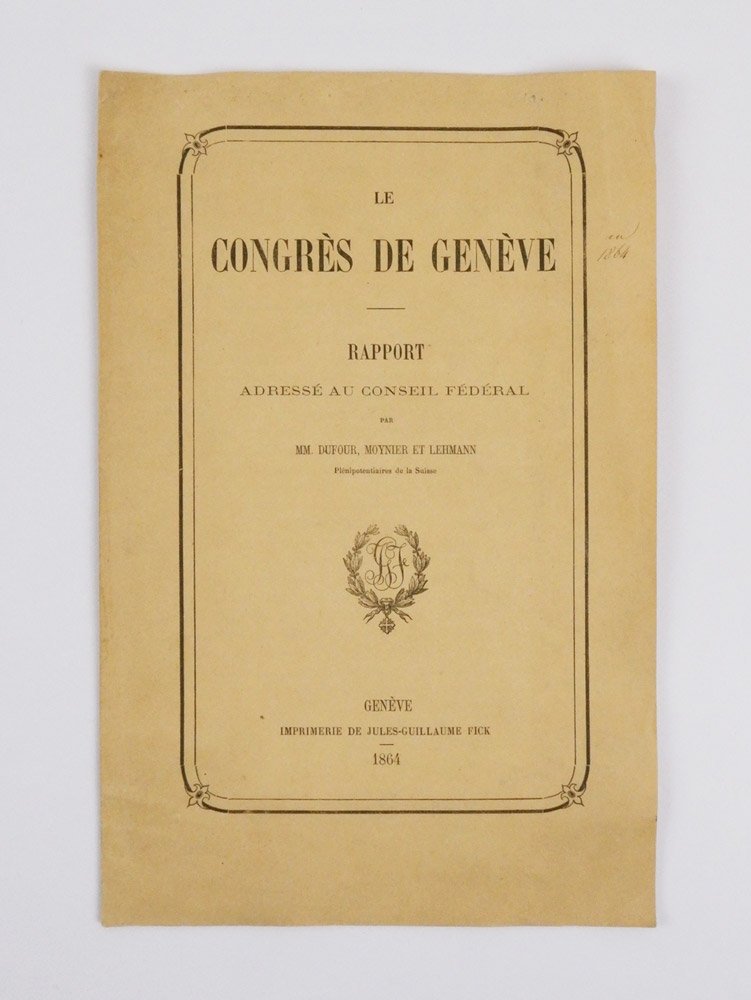 LE
CONGRÈS DE GENÈVE
RAPPORT
ADRESSÉ AU CONSEIL FÉDÉRAL
PAR
MM. DUFOUR, MOYNIER ET LEHMANN
Plénipotentiaires de la Suisse
GENÈVE
IMPRIMERIE DE JULES-GUILLAUME FICK
1864
1864